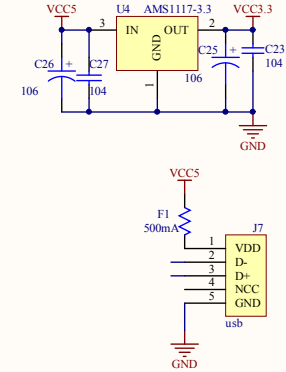 VCC5 U4 AMS1117-3.3 VCC3.3
3 IN OUT 2
GND
C26 + C27 C25 + C23
106 104 106 104
1
GND
VCC5
F1
500mA
J7
1 VDD
2 D-
3 D+
4 NCC
5 GND
usb
GND